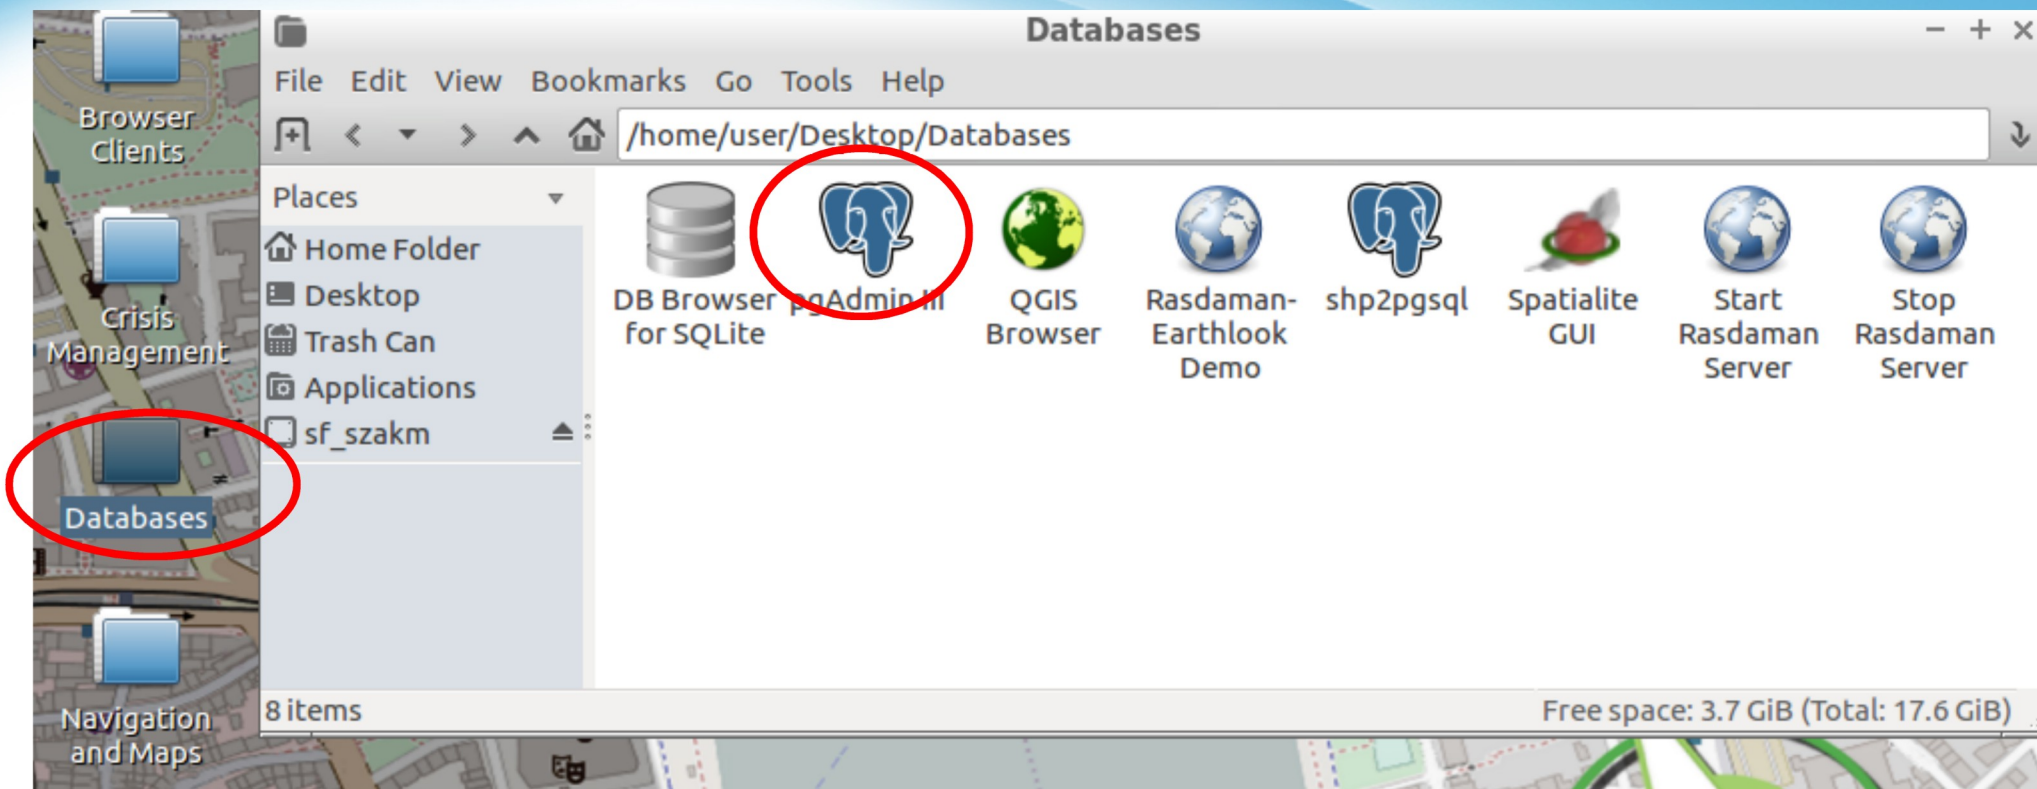 Databases
File Edit View Bookmarks Go Tools Help
/home/user/Desktop/Databases
Browser
Clients
Crisis
Management
Databases
Navigation
and Maps
Places
Home Folder
Desktop
Trash Can
Applications
sf_szakm
DB Browser
for SQLite
pgAdmin III
QGIS
Browser
Rasdaman-
Earthlook
Demo
shp2pgsql
Spatialite
GUI
Start
Rasdaman
Server
Stop
Rasdaman
Server
8 items
Free space: 3.7 GiB (Total: 17.6 GiB)